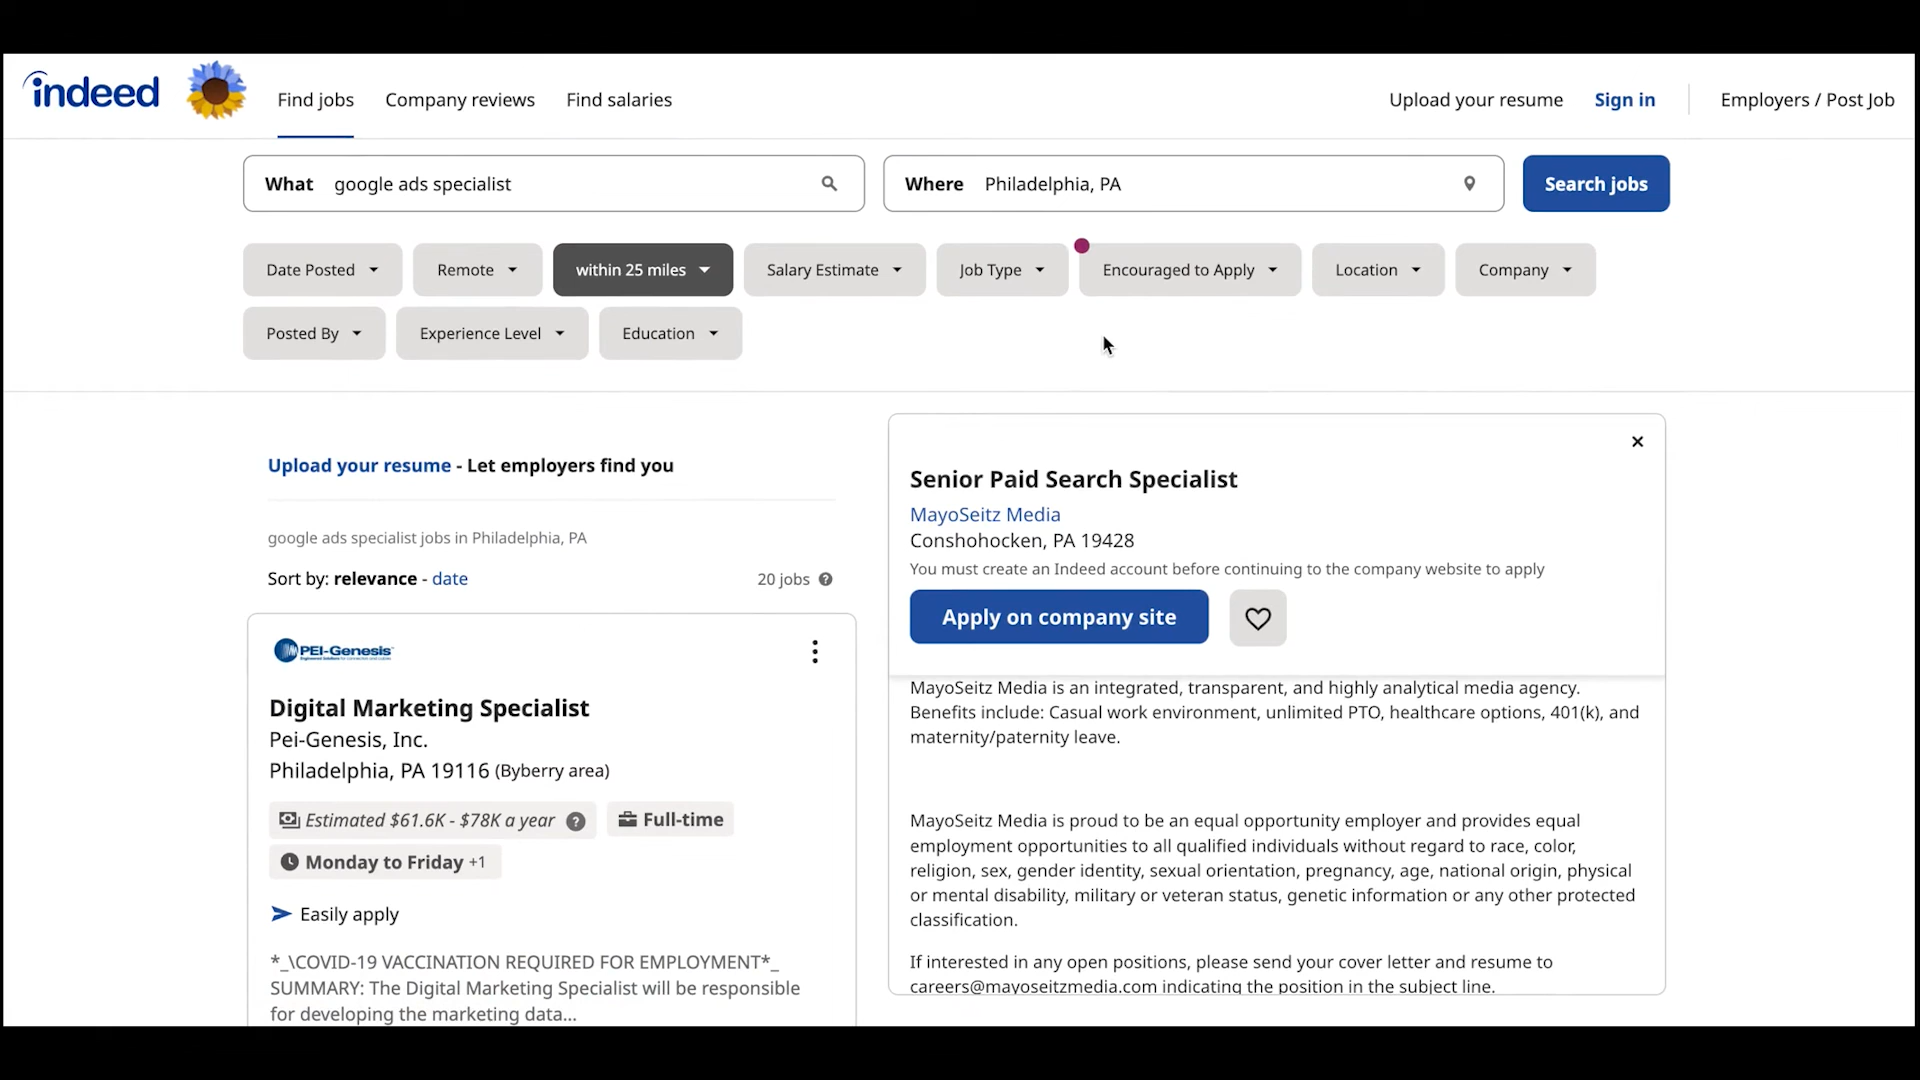 indeed
Find jobs
Company reviews
Find salaries
Upload your resume
Sign in
Employers / Post Job
What google ads specialist
Where Philadelphia, PA
Search jobs
Date Posted
Remote
within 25 miles
Salary Estimate
Job Type
Encouraged to Apply
Location
Company
Posted By
Experience Level
Education
Upload your resume - Let employers find you
google ads specialist jobs in Philadelphia, PA
Sort by: relevance - date
20 jobs
PEI-Genesis
Digital Marketing Specialist
Pei-Genesis, Inc.
Philadelphia, PA 19116 (Byberry area)
Estimated $61.6K - $78K a year
Full-time
Monday to Friday +1
Easily apply
*_\COVID-19 VACCINATION REQUIRED FOR EMPLOYMENT*_
SUMMARY: The Digital Marketing Specialist will be responsible
for developing the marketing data...
Senior Paid Search Specialist
MayoSeitz Media
Conshohocken, PA 19428
You must create an Indeed account before continuing to the company website to apply
Apply on company site
MayoSeitz Media is an integrated, transparent, and highly analytical media agency.
Benefits include: Casual work environment, unlimited PTO, healthcare options, 401(k), and
maternity/paternity leave.
MayoSeitz Media is proud to be an equal opportunity employer and provides equal
employment opportunities to all qualified individuals without regard to race, color,
religion, sex, gender identity, sexual orientation, pregnancy, age, national origin, physical
or mental disability, military or veteran status, genetic information or any other protected
classification.
If interested in any open positions, please send your cover letter and resume to
careers@mayoseitzmedia.com indicating the position in the subject line.